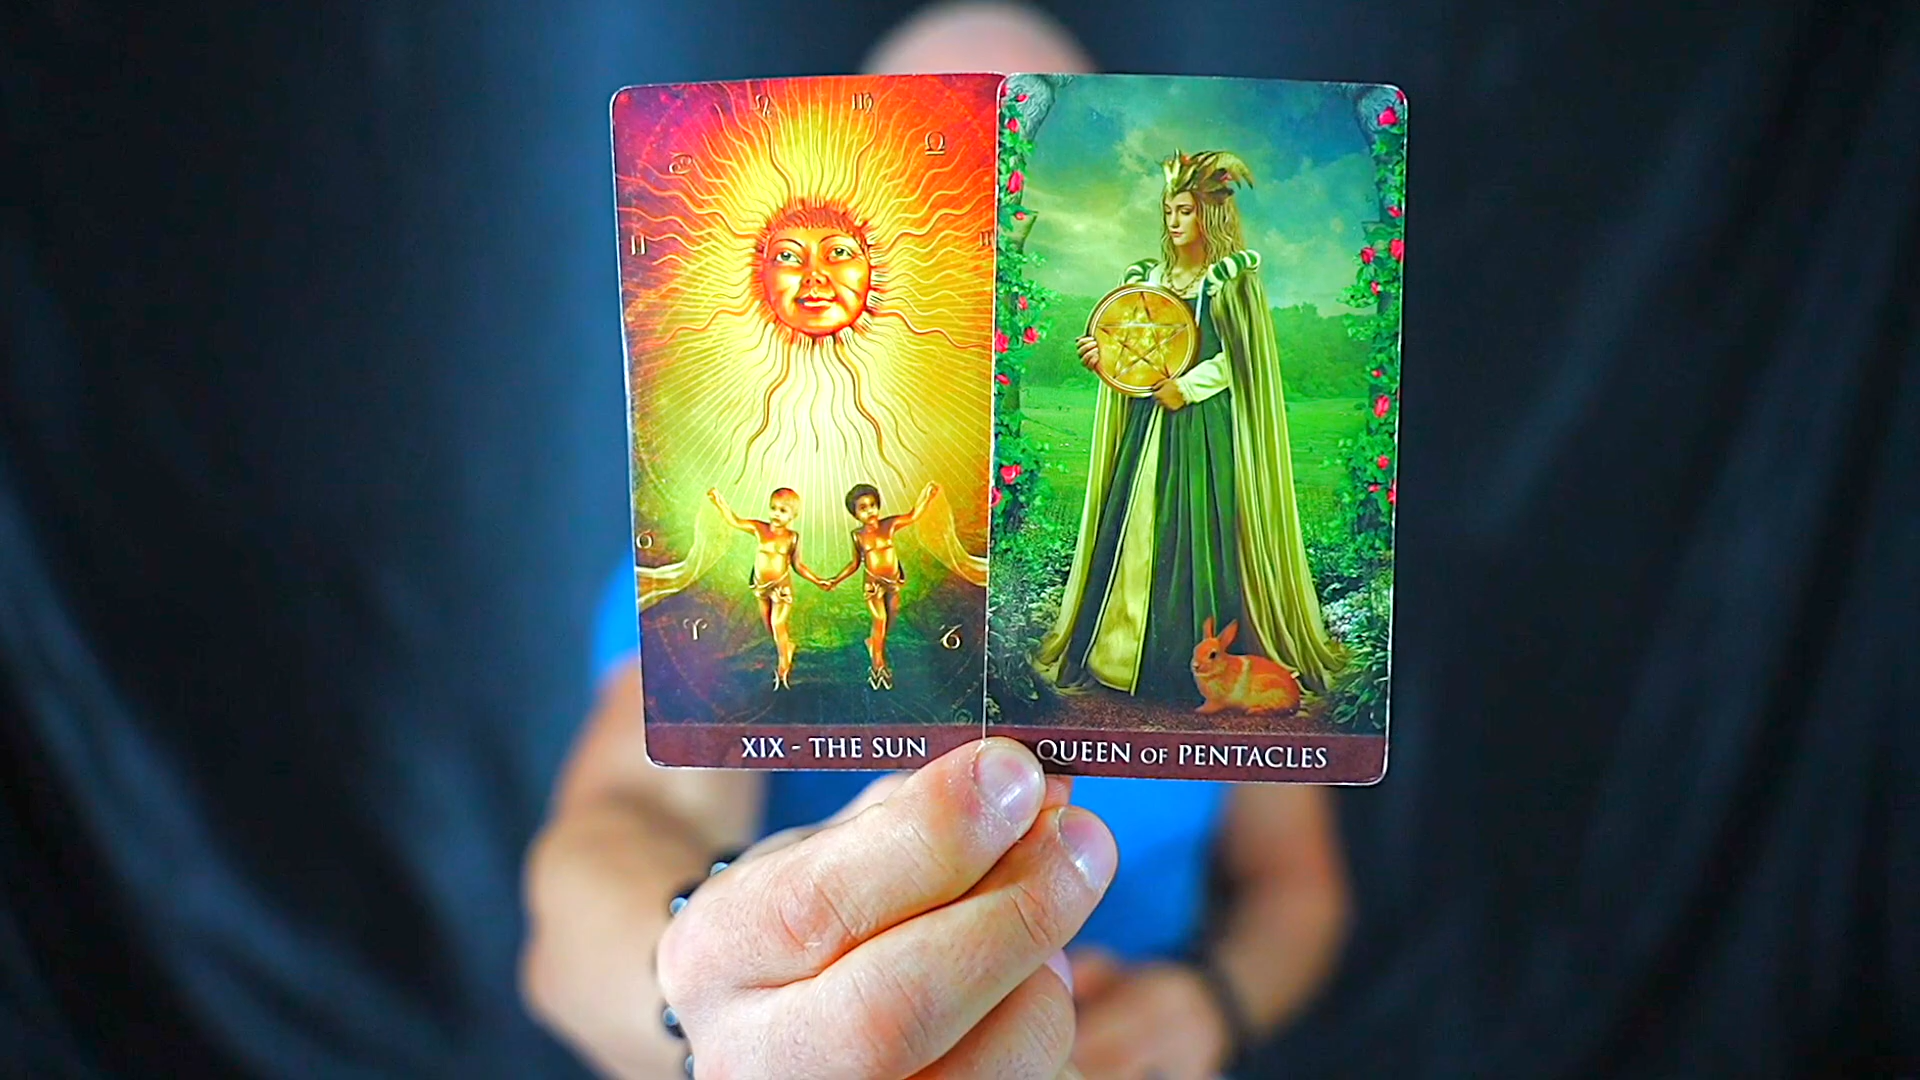 XIX - THE SUN
QUEEN OF PENTACLES